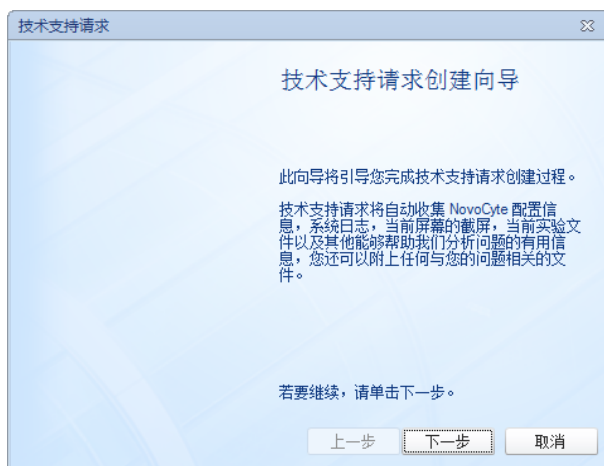 技术支持请求
技术支持请求创建向导
此向导将引导您完成技术支持请求创建过程。
技术支持请求将自动收集 NovoCyte 配置信
息，系统日志，当前屏幕的截屏，当前实验文
件以及其他能够帮助我们分析问题的有用信
息，您还可以附上任何与您的问题相关的文
件。
若要继续，请单击下一步。
上一步 下一步 取消